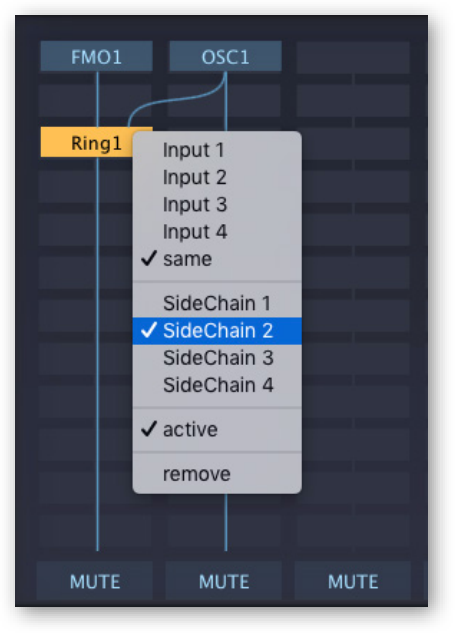 FMO1 OSC1
Ring1
Input 1
Input 2
Input 3
Input 4
✓ same
SideChain 1
✓ SideChain 2
SideChain 3
SideChain 4
✓ active
remove
MUTE MUTE MUTE